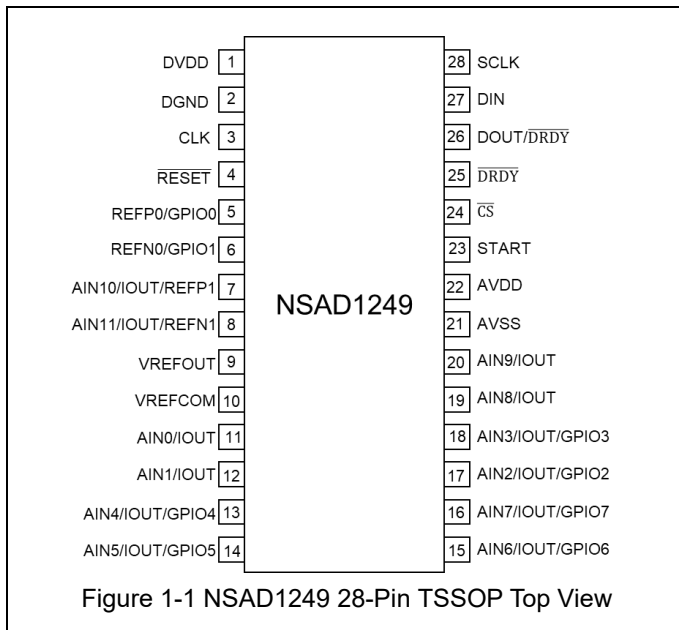 DVDD 1
DGND 2
CLK 3
R̅E̅S̅E̅T̅ 4
REFP0/GPIO0 5
REFN0/GPIO1 6
AIN10/IOUT/REFP1 7
AIN11/IOUT/REFN1 8
VREFOUT 9
VREFCOM 10
AIN0/IOUT 11
AIN1/IOUT 12
AIN4/IOUT/GPIO4 13
AIN5/IOUT/GPIO5 14
NSAD1249
28 SCLK
27 DIN
26 DOUT/D̅R̅D̅Y̅
25 D̅R̅D̅Y̅
24 C̅S̅
23 START
22 AVDD
21 AVSS
20 AIN9/IOUT
19 AIN8/IOUT
18 AIN3/IOUT/GPIO3
17 AIN2/IOUT/GPIO2
16 AIN7/IOUT/GPIO7
15 AIN6/IOUT/GPIO6
Figure 1-1 NSAD1249 28-Pin TSSOP Top View